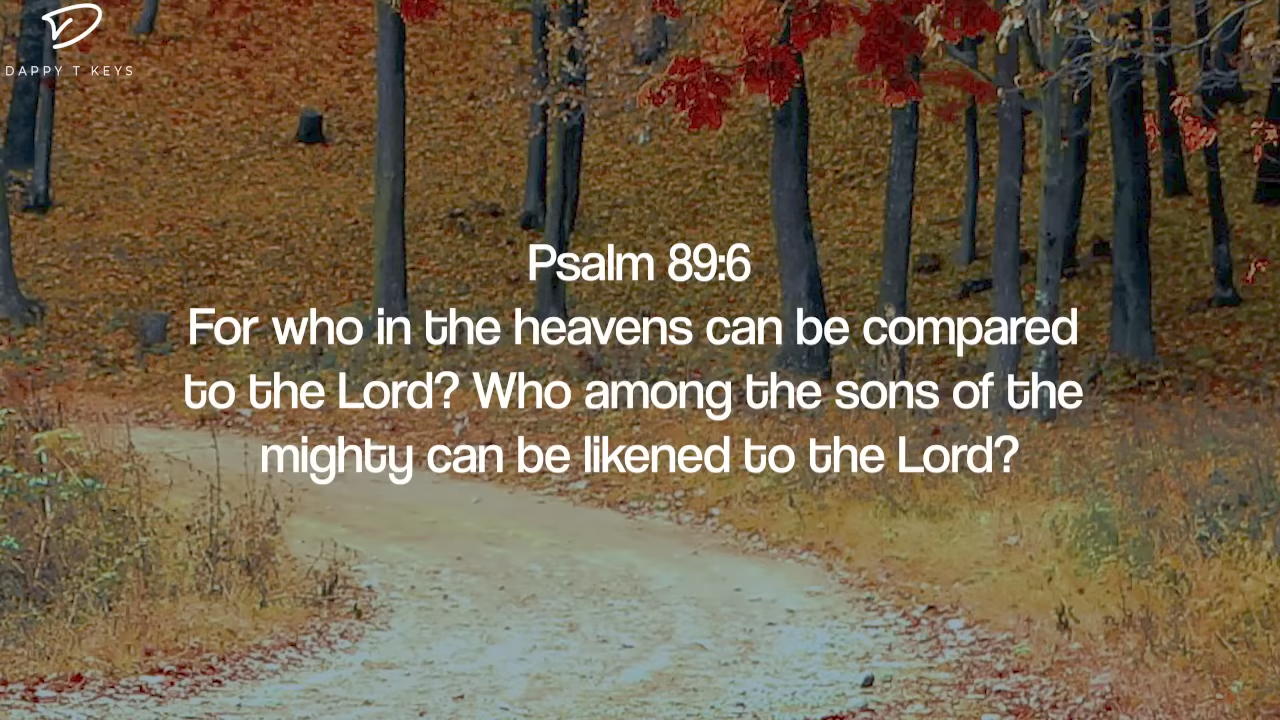 DAPPY T KEYS
Psalm 89:6
For who in the heavens can be compared
to the Lord? Who among the sons of the
mighty can be likened to the Lord?